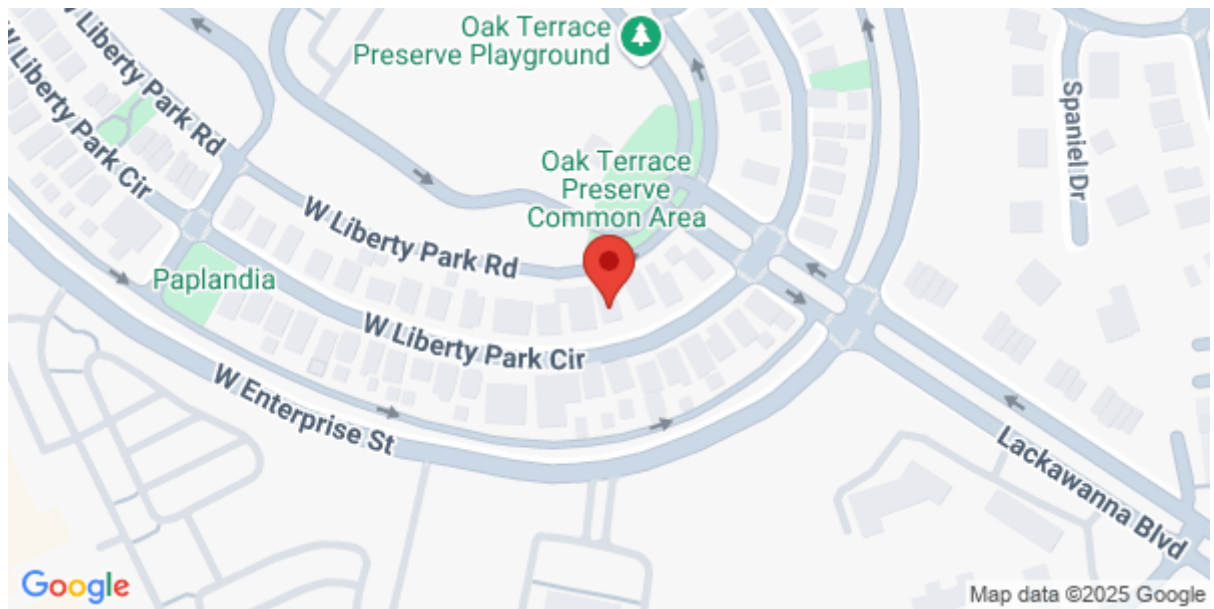 Oak Terrace
Preserve Playground
W Liberty Park Rd
W Liberty Park Cir
Spaniel Dr
Oak Terrace
Preserve
Common Area
W Liberty Park Rd
Paplandia
W Liberty Park Cir
W Enterprise St
Lackawanna Blvd
Google
Map data ©2025 Google